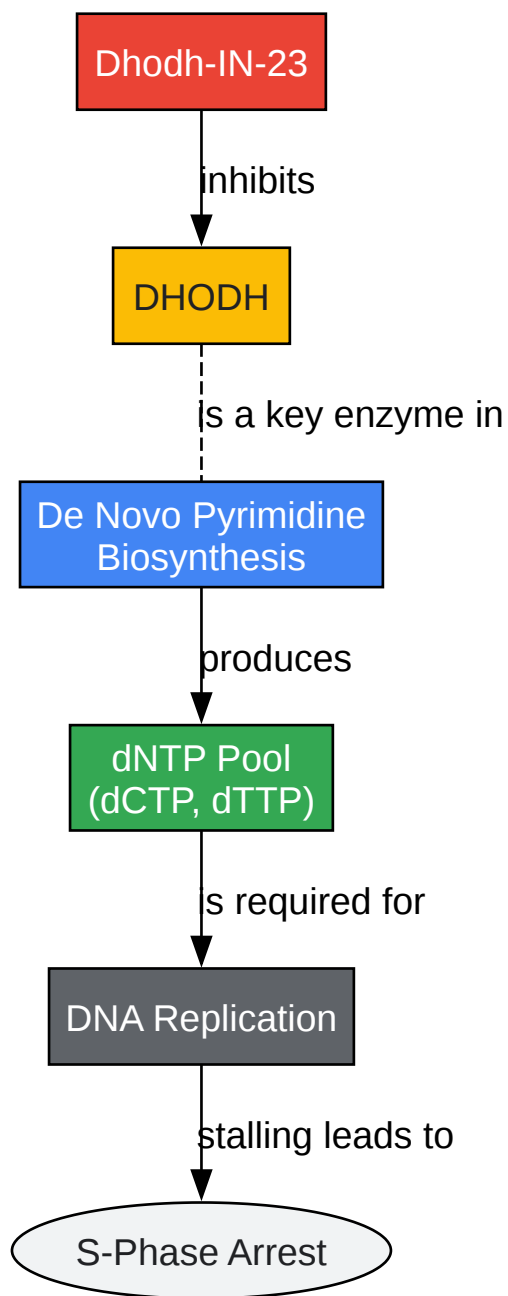 Dhodh-IN-23
inhibits
DHODH
is a key enzyme in
De Novo Pyrimidine
Biosynthesis
produces
dNTP Pool
(dCTP, dTTP)
is required for
DNA Replication
stalling leads to
S-Phase Arrest